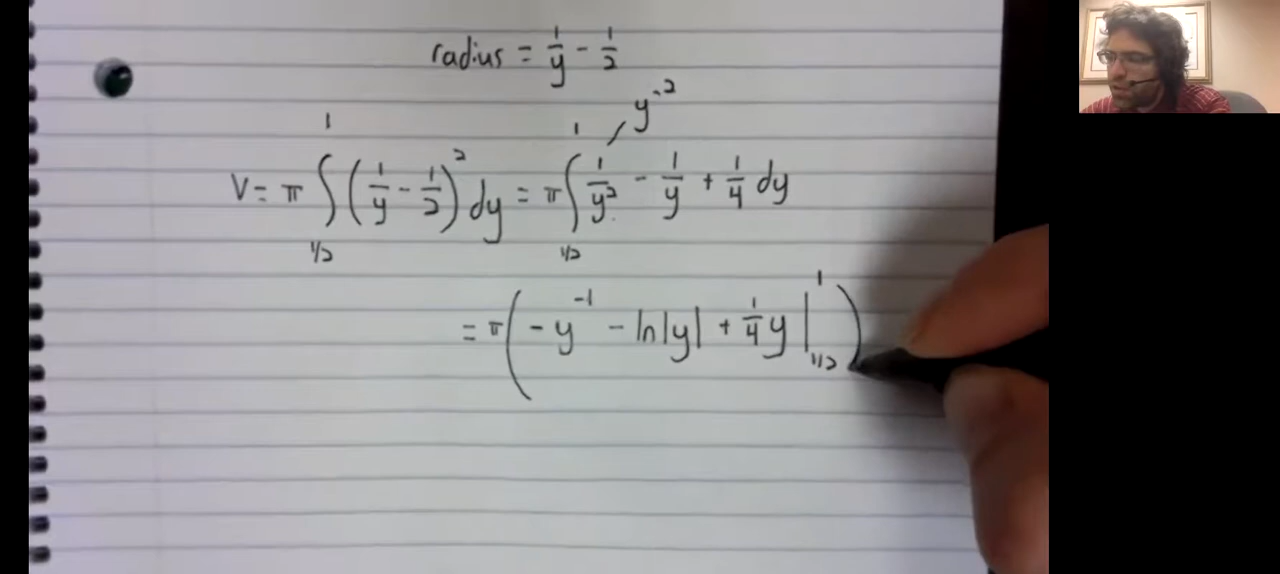 radius = 1/y - 1/2
y^-2
V = π ∫_{1/2}^{1} (1/y - 1/2)^2 dy = π ∫_{1/2}^{1} 1/y^2 - 1/y + 1/4 dy
= π( -y^-1 - ln|y| + 1/4 y |_{1/2}^{1} )